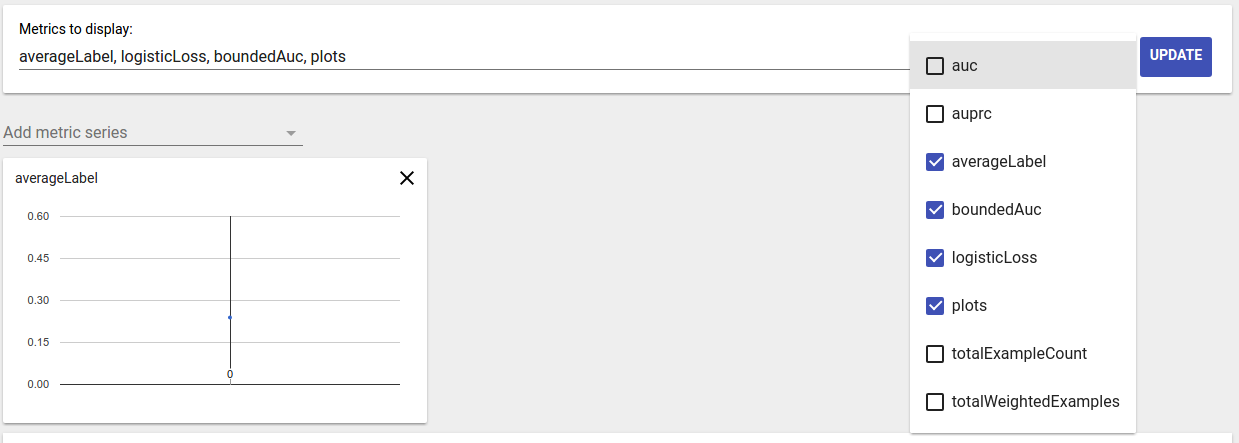 Metrics to display:
averageLabel, logisticLoss, boundedAuc, plots
UPDATE
auc
auprc
averageLabel
boundedAuc
logisticLoss
plots
totalExampleCount
totalWeightedExamples
Add metric series
averageLabel
0.60
0.45
0.30
0.15
0.00
0